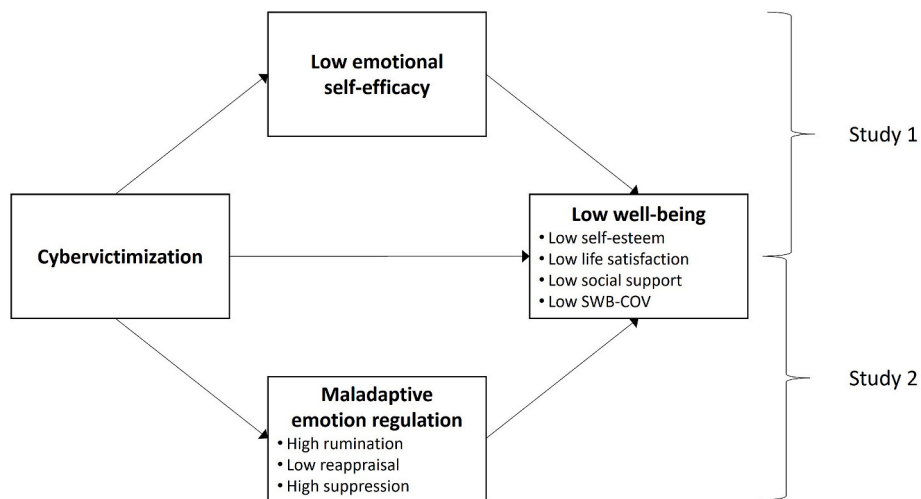 Low emotional
self-efficacy
Study 1
Cybervictimization
Low well-being
• Low self-esteem
• Low life satisfaction
• Low social support
• Low SWB-COV
Maladaptive
emotion regulation
• High rumination
• Low reappraisal
• High suppression
Study 2